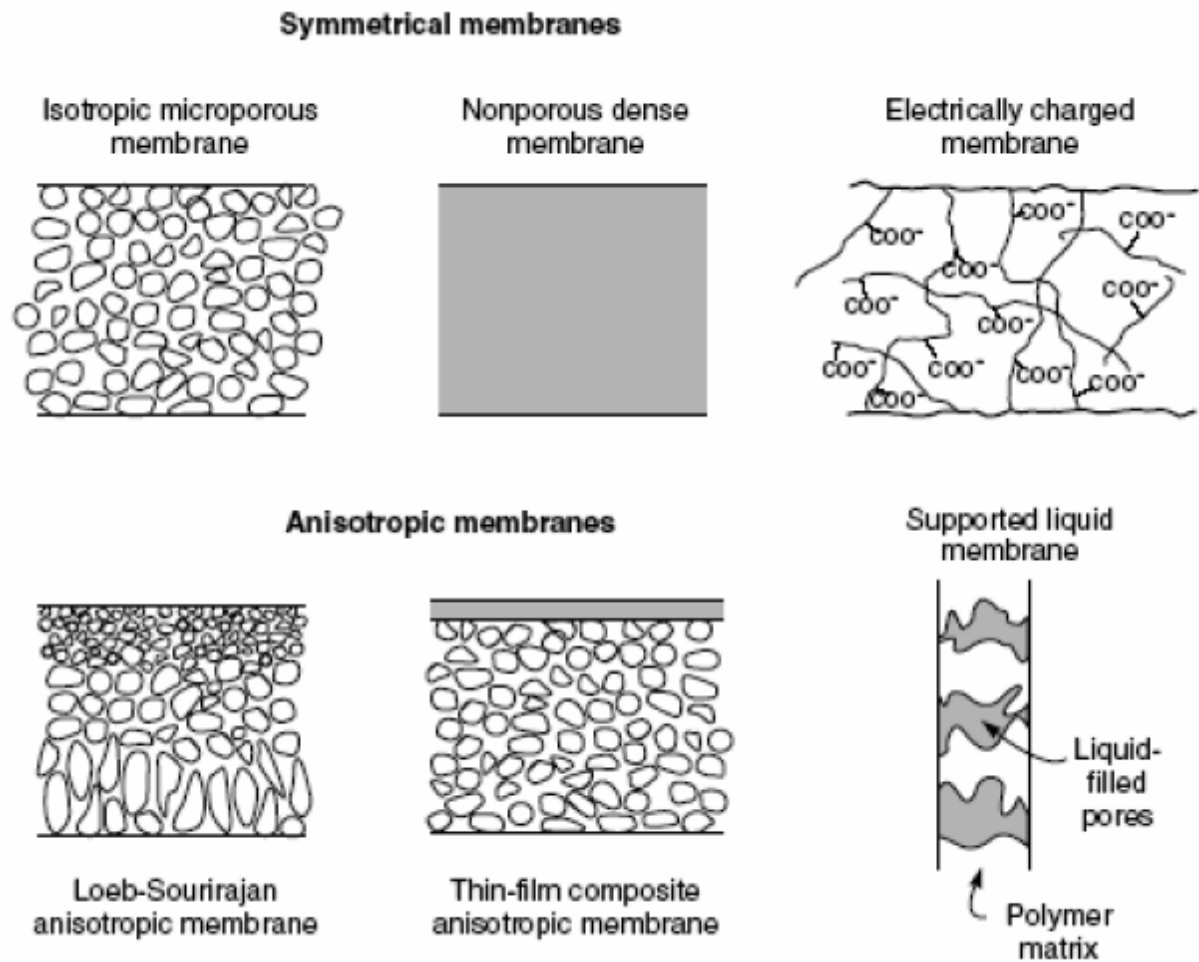 Symmetrical membranes
Isotropic microporous
membrane
Nonporous dense
membrane
Electrically charged
membrane
COO⁻
COO⁻
COO⁻
COO⁻
COO⁻
COO⁻
COO⁻
COO⁻
COO⁻
COO⁻
COO⁻
COO⁻
Anisotropic membranes
Supported liquid
membrane
Liquid-
filled
pores
Loeb-Sourirajan
anisotropic membrane
Thin-film composite
anisotropic membrane
Polymer
matrix